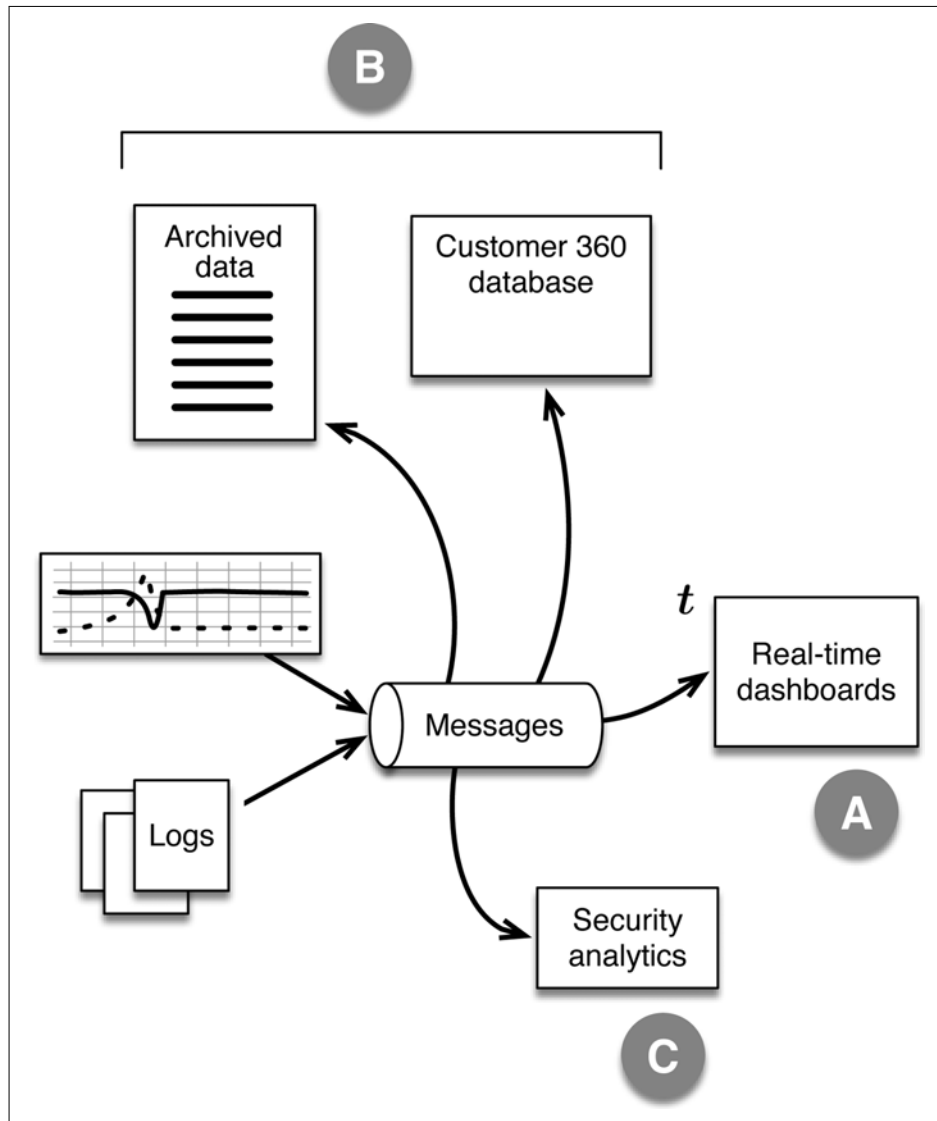 B
Archived
data
Customer 360
database
t
Real-time
dashboards
Messages
A
Logs
Security
analytics
C